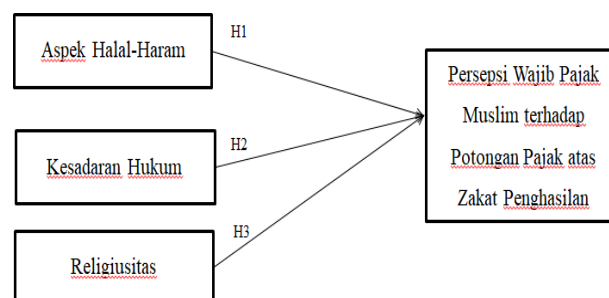 Aspek Halal-Haram
H1
Kesadaran Hukum
H2
Religiusitas
H3
Persepsi Wajib Pajak
Muslim terhadap
Potongan Pajak atas
Zakat Penghasilan